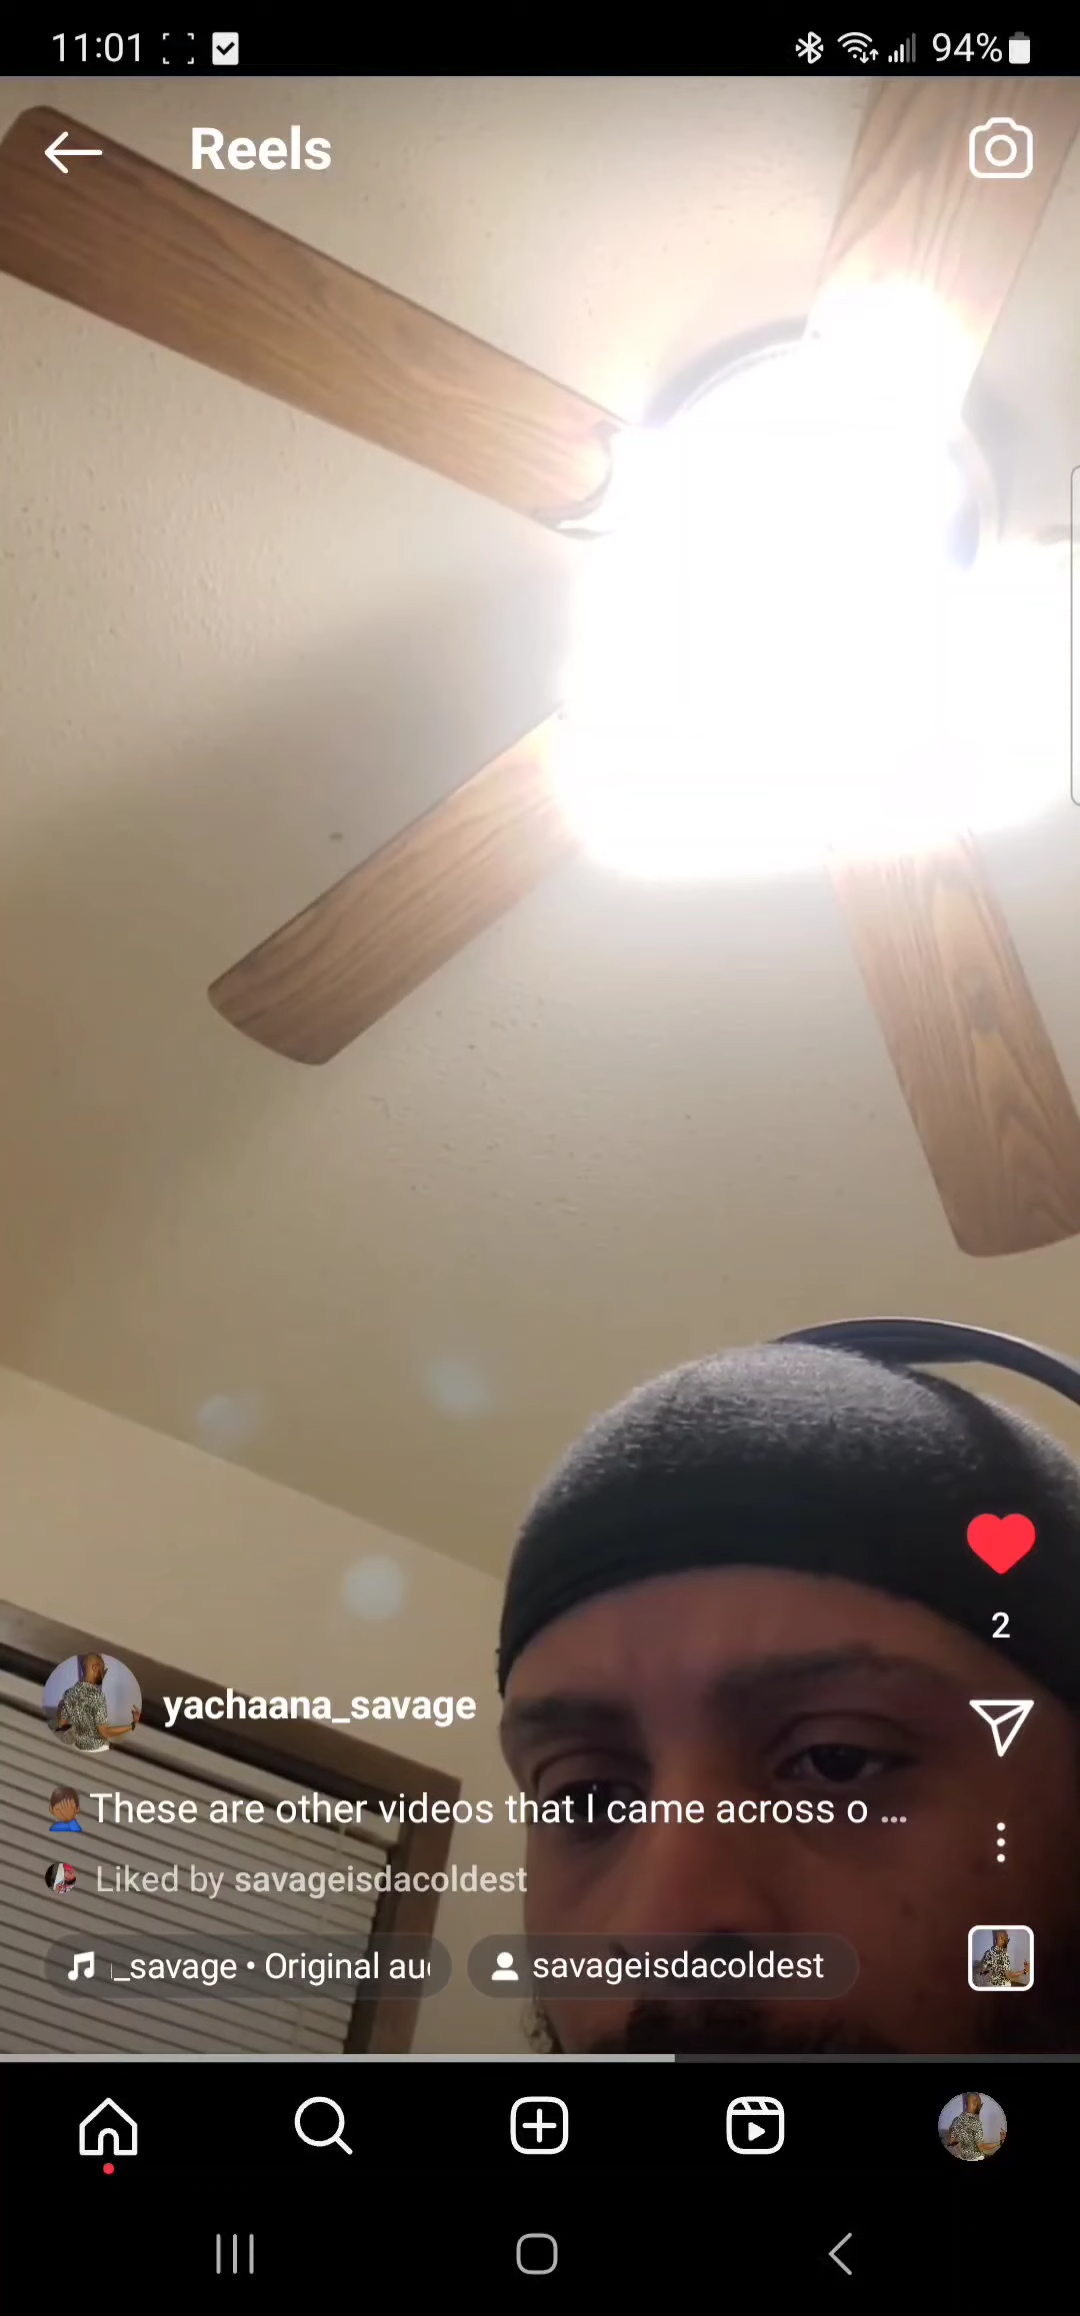 11:01
94%
Reels
2
yachaana_savage
🤦🏾‍♂️These are other videos that I came across o ...
Liked by savageisdacoldest
_savage • Original au
savageisdacoldest